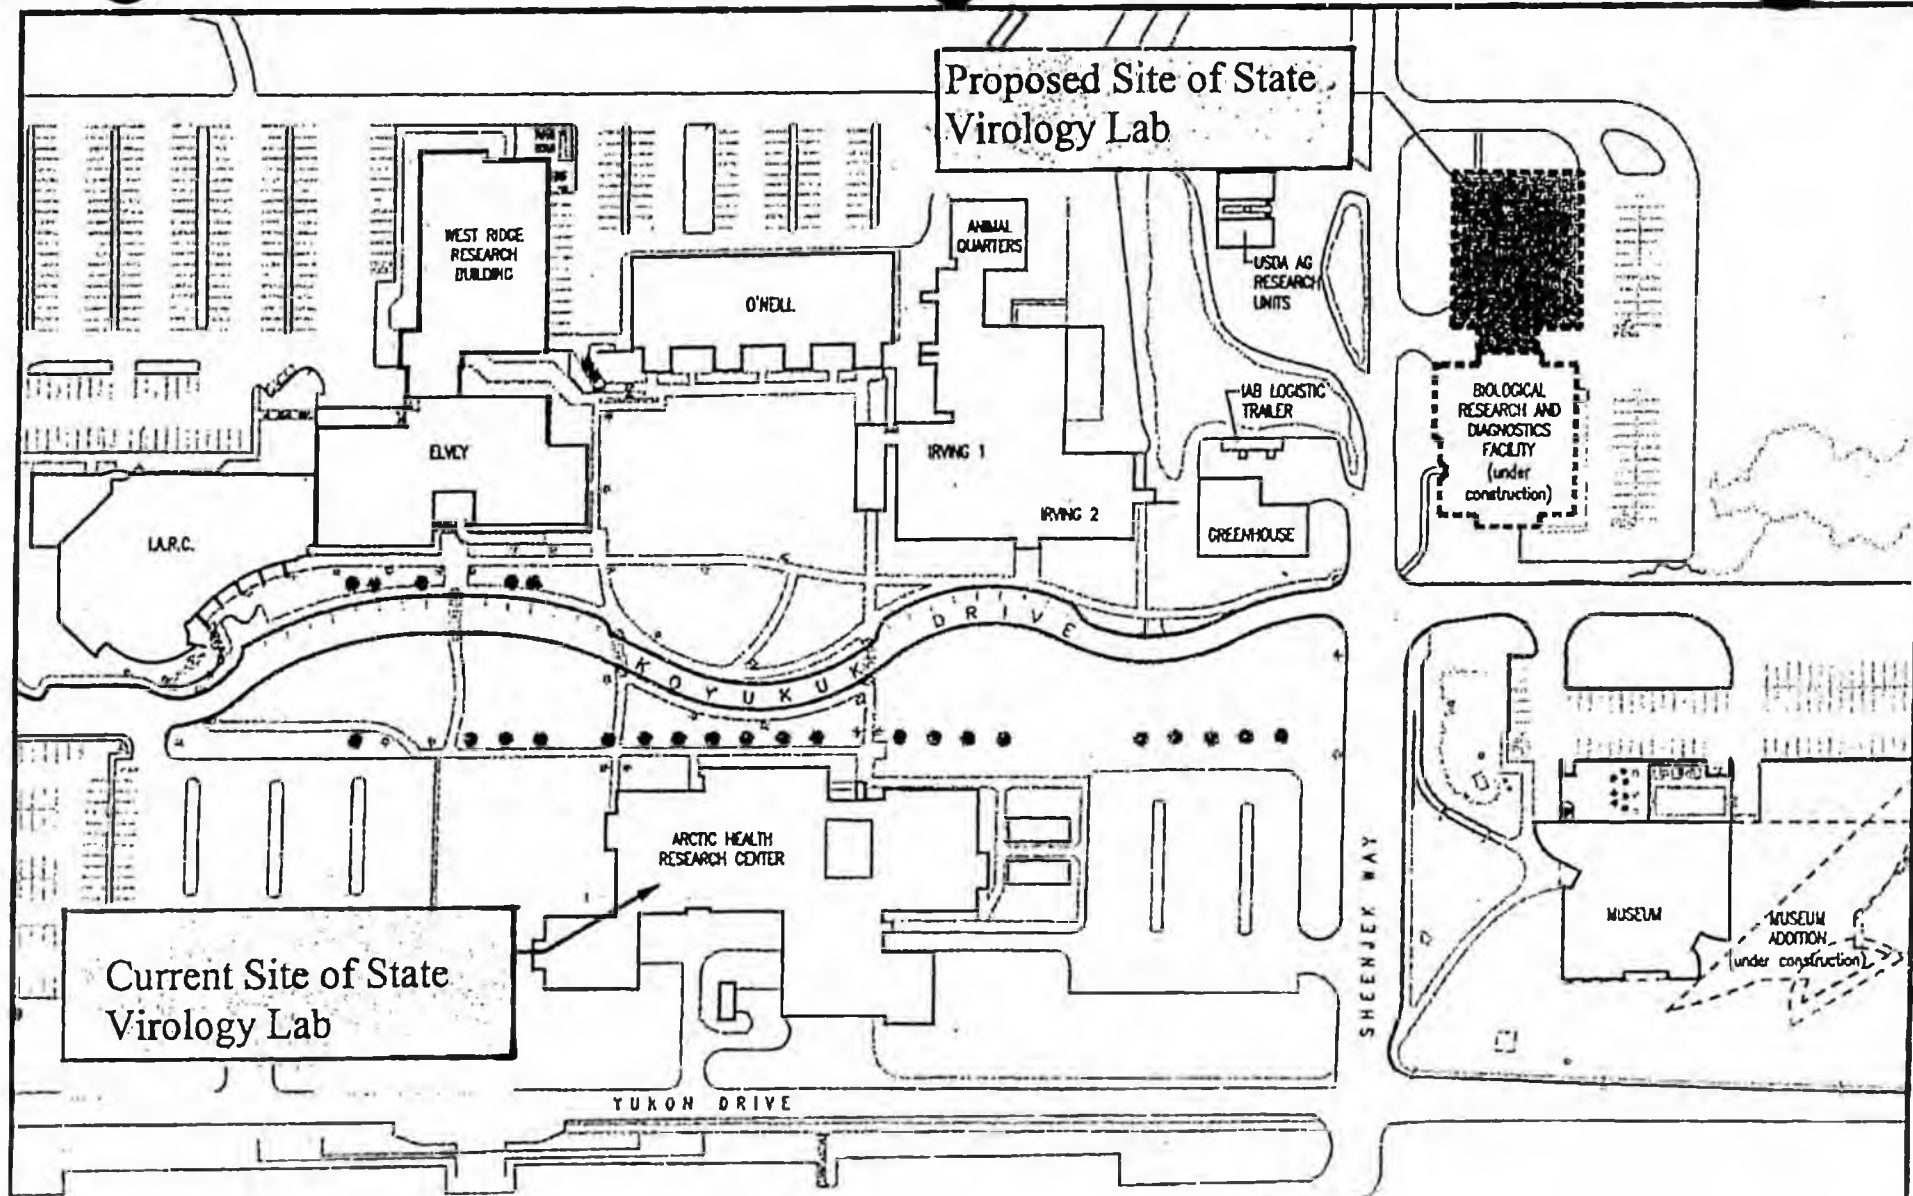 Proposed Site of State
Virology Lab
WEST RIDGE
RESEARCH
BUILDING
ANIMAL
QUARTERS
O'NEILL
USDA AG
RESEARCH
UNITS
IAB LOGISTIC
TRAILER
BIOLOGICAL
RESEARCH AND
DIAGNOSTICS
FACILITY
(under
construction)
ELVEY
IRVING 1
IRVING 2
GREENHOUSE
I.A.R.C.
KOYUKUK DRIVE
ARCTIC HEALTH
RESEARCH CENTER
SHEENJEK WAY
MUSEUM
MUSEUM
ADDITION
(under construction)
Current Site of State
Virology Lab
YUKON DRIVE